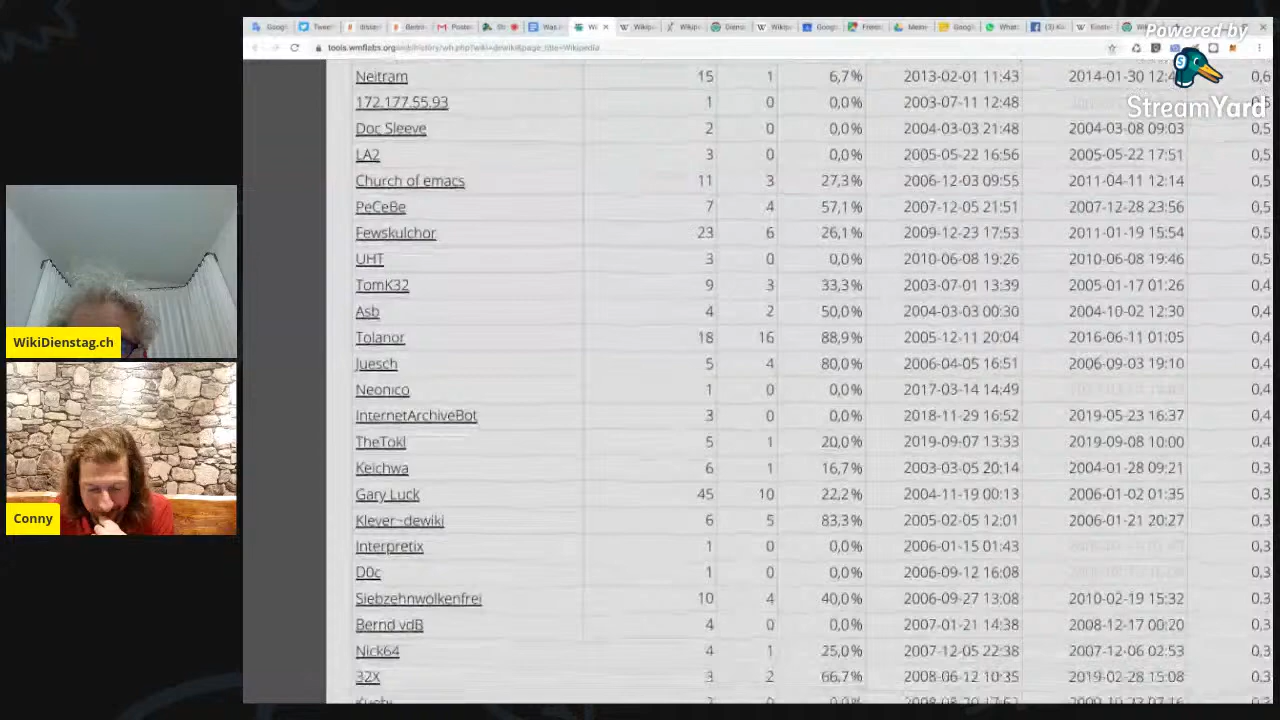 Powered by
StreamYard
tools.wmflabs.org
Neitram 15 1 6,7% 2013-02-01 11:43 2014-01-30 0,6
172.177.55.93 1 0 0,0% 2003-07-11 12:48
Doc Sleeve 2 0 0,0% 2004-03-03 21:48 2004-03-08 09:03 0,5
LA2 3 0 0,0% 2005-05-22 16:56 2005-05-22 17:51 0,5
Church of emacs 11 3 27,3% 2006-12-03 09:55 2011-04-11 12:14 0,5
PeCeBe 7 4 57,1% 2007-12-05 21:51 2007-12-28 23:56 0,5
Fewskulchor 23 6 26,1% 2009-12-23 17:53 2011-01-19 15:54 0,5
UHT 3 0 0,0% 2010-06-08 19:26 2010-06-08 19:46 0,5
TomK32 9 3 33,3% 2003-07-01 13:39 2005-01-17 01:26 0,4
Asb 4 2 50,0% 2004-03-03 00:30 2004-10-02 12:30 0,4
Tolanor 18 16 88,9% 2005-12-11 20:04 2016-06-11 01:05 0,4
Juesch 5 4 80,0% 2006-04-05 16:51 2006-09-03 19:10 0,4
Neonico 1 0 0,0% 2017-03-14 14:49 0,4
InternetArchiveBot 3 0 0,0% 2018-11-29 16:52 2019-05-23 16:37 0,4
TheTokl 5 1 20,0% 2019-09-07 13:33 2019-09-08 10:00 0,4
Keichwa 6 1 16,7% 2003-03-05 20:14 2004-01-28 09:21 0,3
Gary Luck 45 10 22,2% 2004-11-19 00:13 2006-01-02 01:35 0,3
Klever~dewiki 6 5 83,3% 2005-02-05 12:01 2006-01-21 20:27 0,3
Interpretix 1 0 0,0% 2006-01-15 01:43 0,3
D0c 1 0 0,0% 2006-09-12 16:08 0,3
Siebzehnwolkenfrei 10 4 40,0% 2006-09-27 13:08 2010-02-19 15:32 0,3
Bernd vdB 4 0 0,0% 2007-01-21 14:38 2008-12-17 00:20 0,3
Nick64 4 1 25,0% 2007-12-05 22:38 2007-12-06 02:53 0,3
32X 3 2 66,7% 2008-06-12 10:35 2019-02-28 15:08 0,3
WikiDienstag.ch
Conny